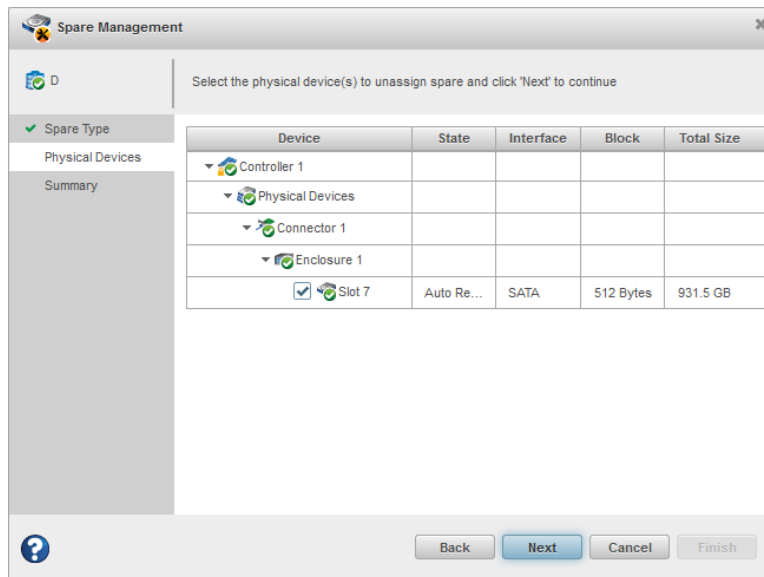 Spare Management
D
Select the physical device(s) to unassign spare and click 'Next' to continue
Spare Type
Physical Devices
Summary
Device State Interface Block Total Size
Controller 1
Physical Devices
Connector 1
Enclosure 1
Slot 7 Auto Re... SATA 512 Bytes 931.5 GB
? Back Next Cancel Finish